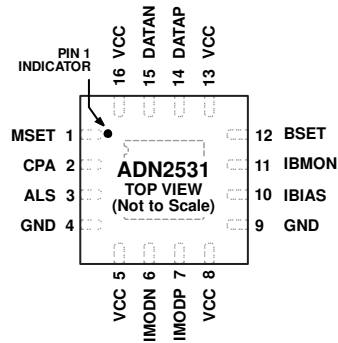 PIN 1
INDICATOR
16 VCC
15 DATAN
14 DATAP
13 VCC
MSET 1
CPA 2
ALS 3
GND 4
ADN2531
TOP VIEW
(Not to Scale)
12 BSET
11 IBMON
10 IBIAS
9 GND
VCC 5
IMODN 6
IMODP 7
VCC 8